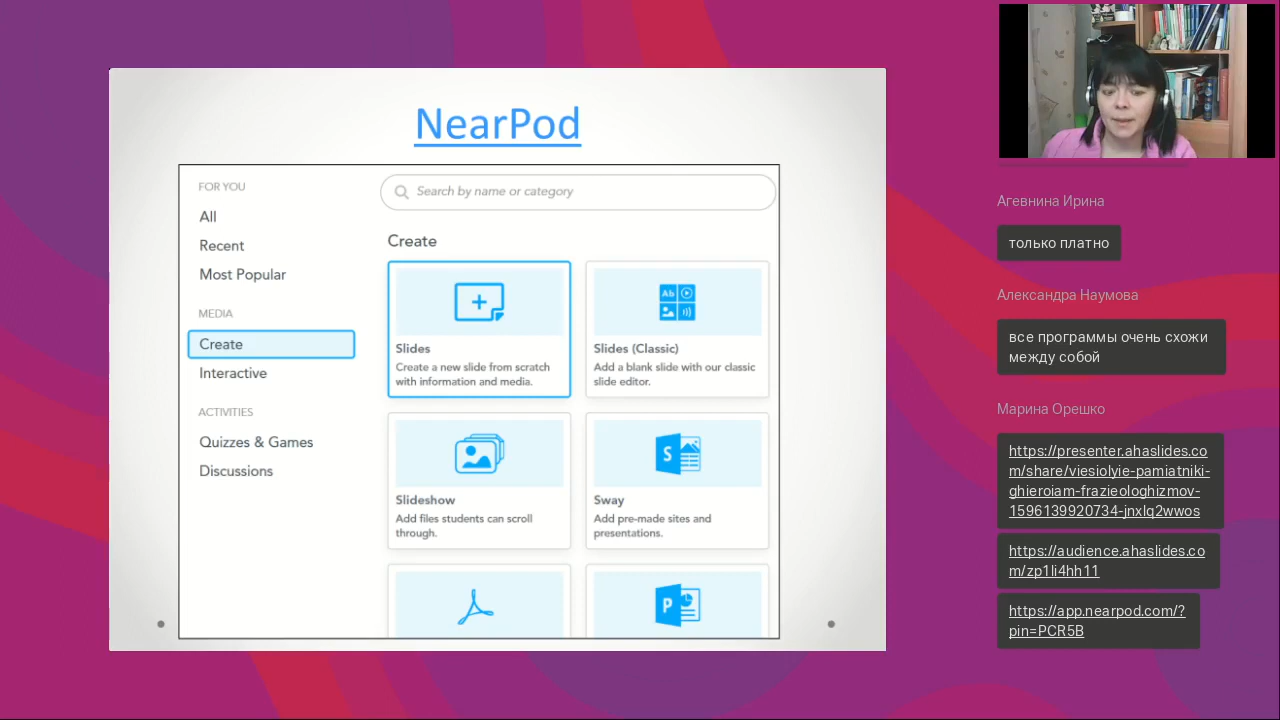 NearPod
FOR YOU
All
Recent
Most Popular
MEDIA
Create
Interactive
ACTIVITIES
Quizzes & Games
Discussions
Search by name or category
Create
Slides
Create a new slide from scratch
with information and media.
Slides (Classic)
Add a blank slide with our classic
slide editor.
Slideshow
Add files students can scroll
through.
Sway
Add pre-made sites and
presentations.
Агевнина Ирина
только платно
Александра Наумова
все программы очень схожи
между собой
Марина Орешко
https://presenter.ahaslides.co
m/share/viesiolyie-pamiatniki-
ghieroiam-frazieologhizmov-
1596139920734-jnxlq2wwos
https://audience.ahaslides.co
m/zp1li4hh11
https://app.nearpod.com/?
pin=PCR5B